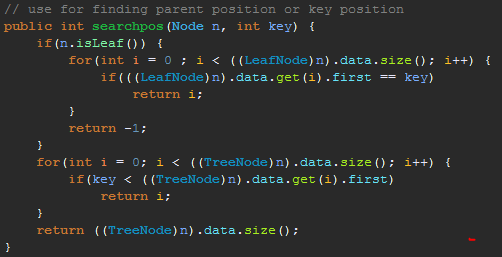 // use for finding parent position or key position
public int searchpos(Node n, int key) {
    if(n.isLeaf()) {
        for(int i = 0 ; i < ((LeafNode)n).data.size(); i++) {
            if(((LeafNode)n).data.get(i).first == key)
                return i;
        }
        return -1;
    }
    for(int i = 0; i < ((TreeNode)n).data.size(); i++) {
        if(key < ((TreeNode)n).data.get(i).first)
            return i;
    }
    return ((TreeNode)n).data.size();
}